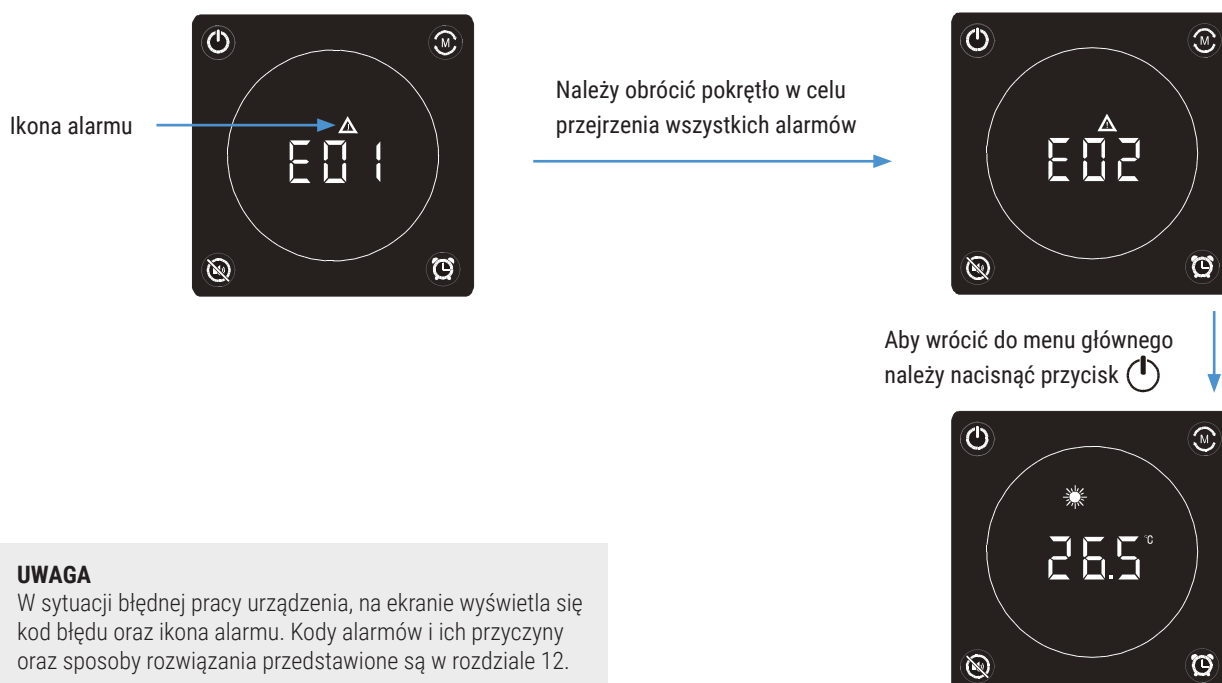 M
Ikona alarmu
E01
Należy obrócić pokrętło w celu
przejrzenia wszystkich alarmów
M
E02
Aby wrócić do menu głównego
należy nacisnąć przycisk
M
26.5 °C
UWAGA
W sytuacji błędnej pracy urządzenia, na ekranie wyświetla się
kod błędu oraz ikona alarmu. Kody alarmów i ich przyczyny
oraz sposoby rozwiązania przedstawione są w rozdziale 12.